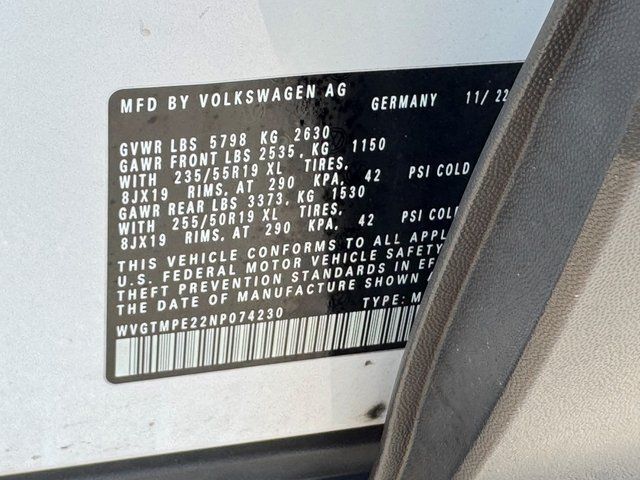 MFD BY VOLKSWAGEN AG GERMANY 11/ 22
GVWR LBS 5798 KG 2630
GAWR FRONT LBS 2535, KG 1150
WITH 235/55R19 XL TIRES,
8JX19 RIMS, AT 290 KPA, 42 PSI COLD
GAWR REAR LBS 3373, KG 1530
WITH 255/50R19 XL TIRES,
8JX19 RIMS, AT 290 KPA, 42 PSI COLD
THIS VEHICLE CONFORMS TO ALL
U.S. FEDERAL MOTOR VEHICLE SAFETY
THEFT PREVENTION STANDARDS IN
THE DATE OF MANUFACTURE SHOWN
WVGTMPE22NP074230 TYPE: